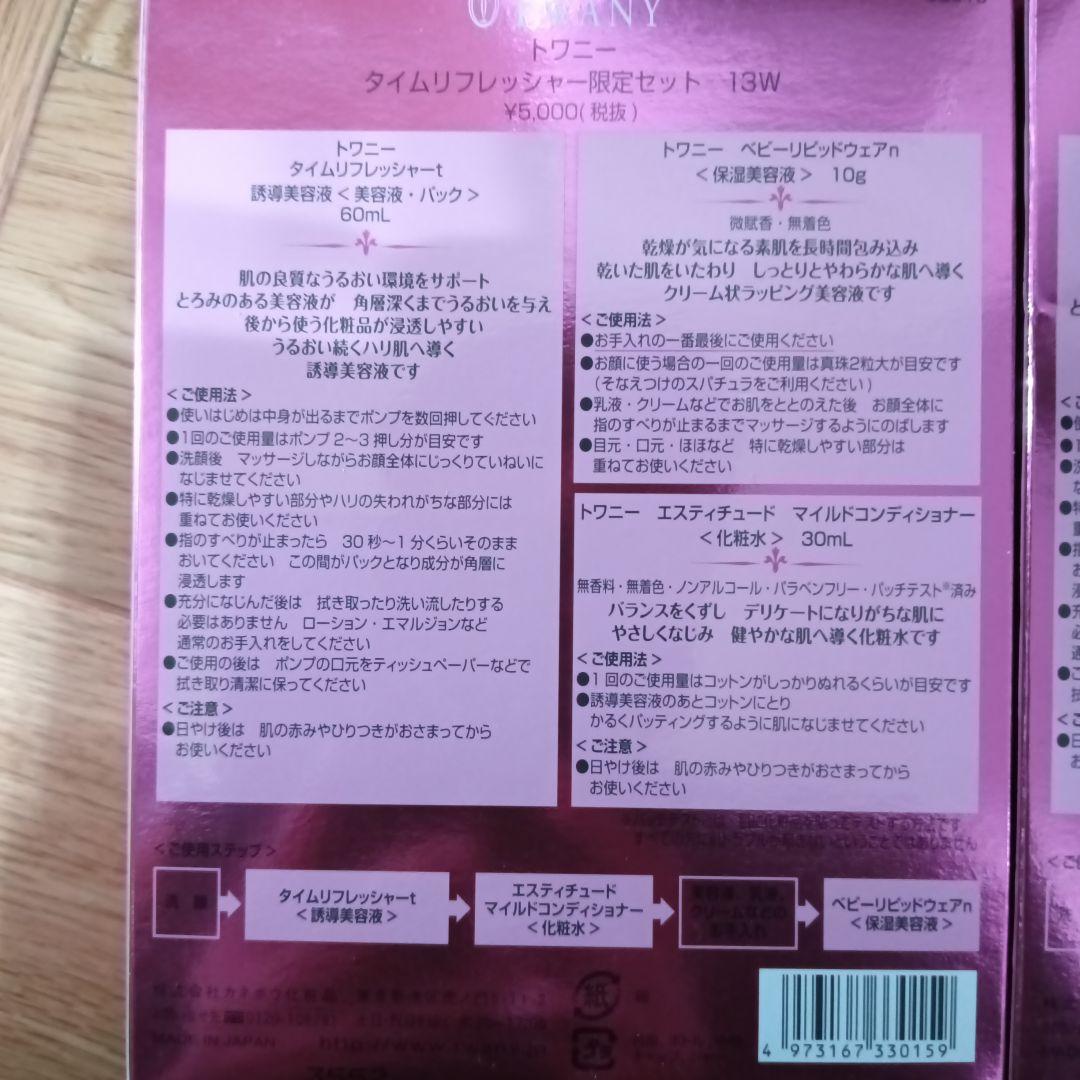 TWANY
トワニー
タイムリフレッシャー限定セット 13W
¥5,000(税抜)
トワニー
タイムリフレッシャーt
誘導美容液<美容液・パック>
60mL
肌の良質なうるおい環境をサポート
とろみのある美容液が 角層深くまでうるおいを与え
後から使う化粧品が浸透しやすい
うるおい続くハリ肌へ導く
誘導美容液です
<ご使用法>
●使いはじめは中身が出るまでポンプを数回押してください
●1回のご使用量はポンプ2〜3押し分が目安です
●洗顔後 マッサージしながらお顔全体にじっくりていねいに
なじませてください
●特に乾燥しやすい部分やハリの失われがちな部分には
重ねてお使いください
●指のすべりが止まったら 30秒〜1分くらいそのまま
おいてください この間がパックとなり成分が角層に
浸透します
●充分になじんだ後は 拭き取ったり洗い流したりする
必要はありません ローション・エマルジョンなど
通常のお手入れをしてください
●ご使用の後は ポンプの口元をティッシュペーパーなどで
拭き取り清潔に保ってください
<ご注意>
●日やけ後は 肌の赤みやひりつきがおさまってから
お使いください
トワニー ベビーリピッドウェアn
<保湿美容液> 10g
微賦香・無着色
乾燥が気になる素肌を長時間包み込み
乾いた肌をいたわり しっとりとやわらかな肌へ導く
クリーム状ラッピング美容液です
<ご使用法>
●お手入れの一番最後にご使用ください
●お顔に使う場合の一回のご使用量は真珠2粒大が目安です
(そなえつけのスパチュラをご利用ください)
●乳液・クリームなどでお肌をととのえた後 お顔全体に
指のすべりが止まるまでマッサージするようにのばします
●目元・口元・ほほなど 特に乾燥しやすい部分は
重ねてお使いください
トワニー エスティチュード マイルドコンディショナー
<化粧水> 30mL
無香料・無着色・ノンアルコール・パラベンフリー・パッチテスト※済み
バランスをくずし デリケートになりがちな肌に
やさしくなじみ 健やかな肌へ導く化粧水です
<ご使用法>
●1回のご使用量はコットンがしっかりぬれるくらいが目安です
●誘導美容液のあとコットンにとり
かるくパッティングするように肌になじませてください
<ご注意>
●日やけ後は 肌の赤みやひりつきがおさまってから
お使いください
<ご使用ステップ>
洗顔
タイムリフレッシャーt
<誘導美容液>
エスティチュード
マイルドコンディショナー
<化粧水>
美容液、乳液、
クリームなどの
お手入れ
ベビーリピッドウェアn
<保湿美容液>
株式会社カネボウ化粧品
MADE IN JAPAN
紙
4 973167 330159